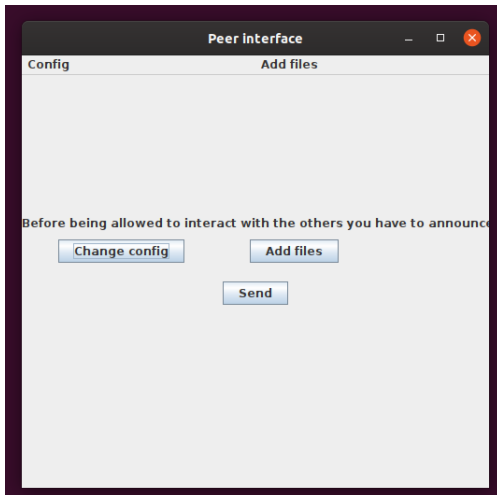 Peer interface
Config Add files
Before being allowed to interact with the others you have to announce
Change config Add files
Send